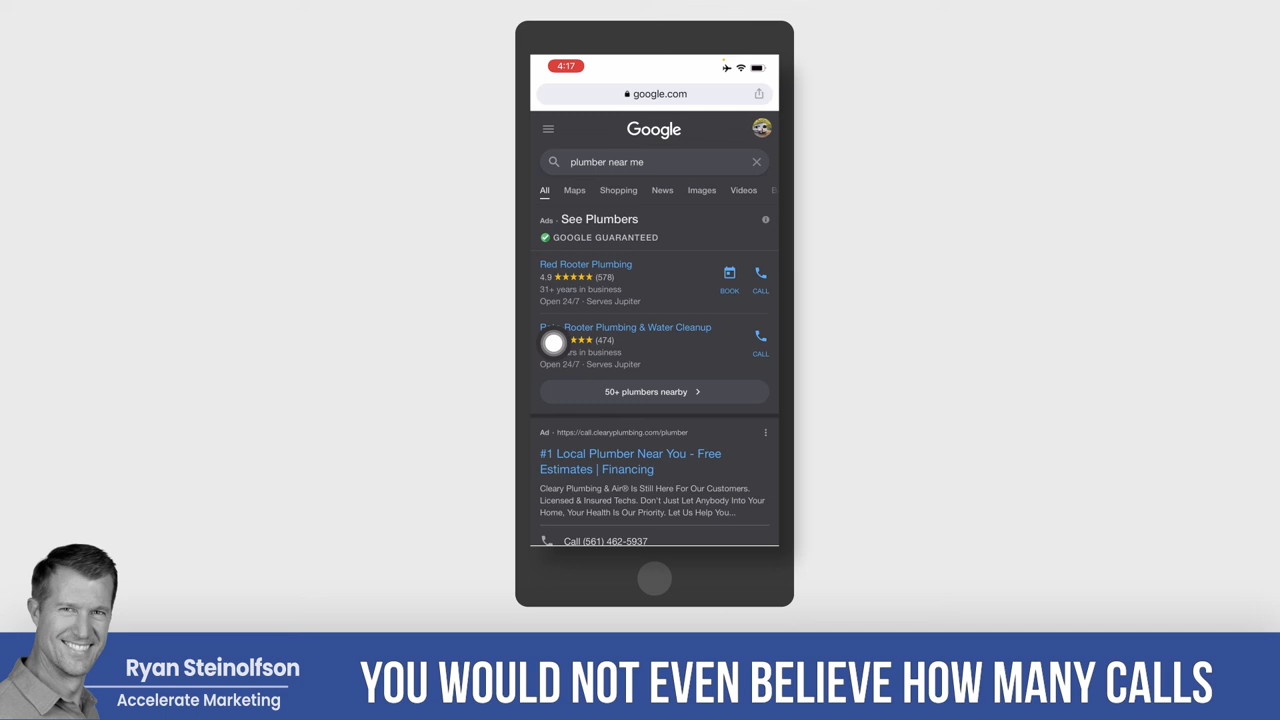 4:17
google.com
Google
plumber near me
All Maps Shopping News Images Videos
Ads · See Plumbers
GOOGLE GUARANTEED
Red Rooter Plumbing
4.9 ★★★★★ (578)
31+ years in business
Open 24/7 · Serves Jupiter
BOOK CALL
Rooter Plumbing & Water Cleanup
★★★ (474)
in business
Open 24/7 · Serves Jupiter
CALL
50+ plumbers nearby
Ad · https://call.clearyplumbing.com/plumber
#1 Local Plumber Near You - Free
Estimates | Financing
Cleary Plumbing & Air® Is Still Here For Our Customers.
Licensed & Insured Techs. Don't Just Let Anybody Into Your
Home, Your Health Is Our Priority. Let Us Help You...
Call (561) 462-5937
Ryan Steinolfson
Accelerate Marketing
YOU WOULD NOT EVEN BELIEVE HOW MANY CALLS